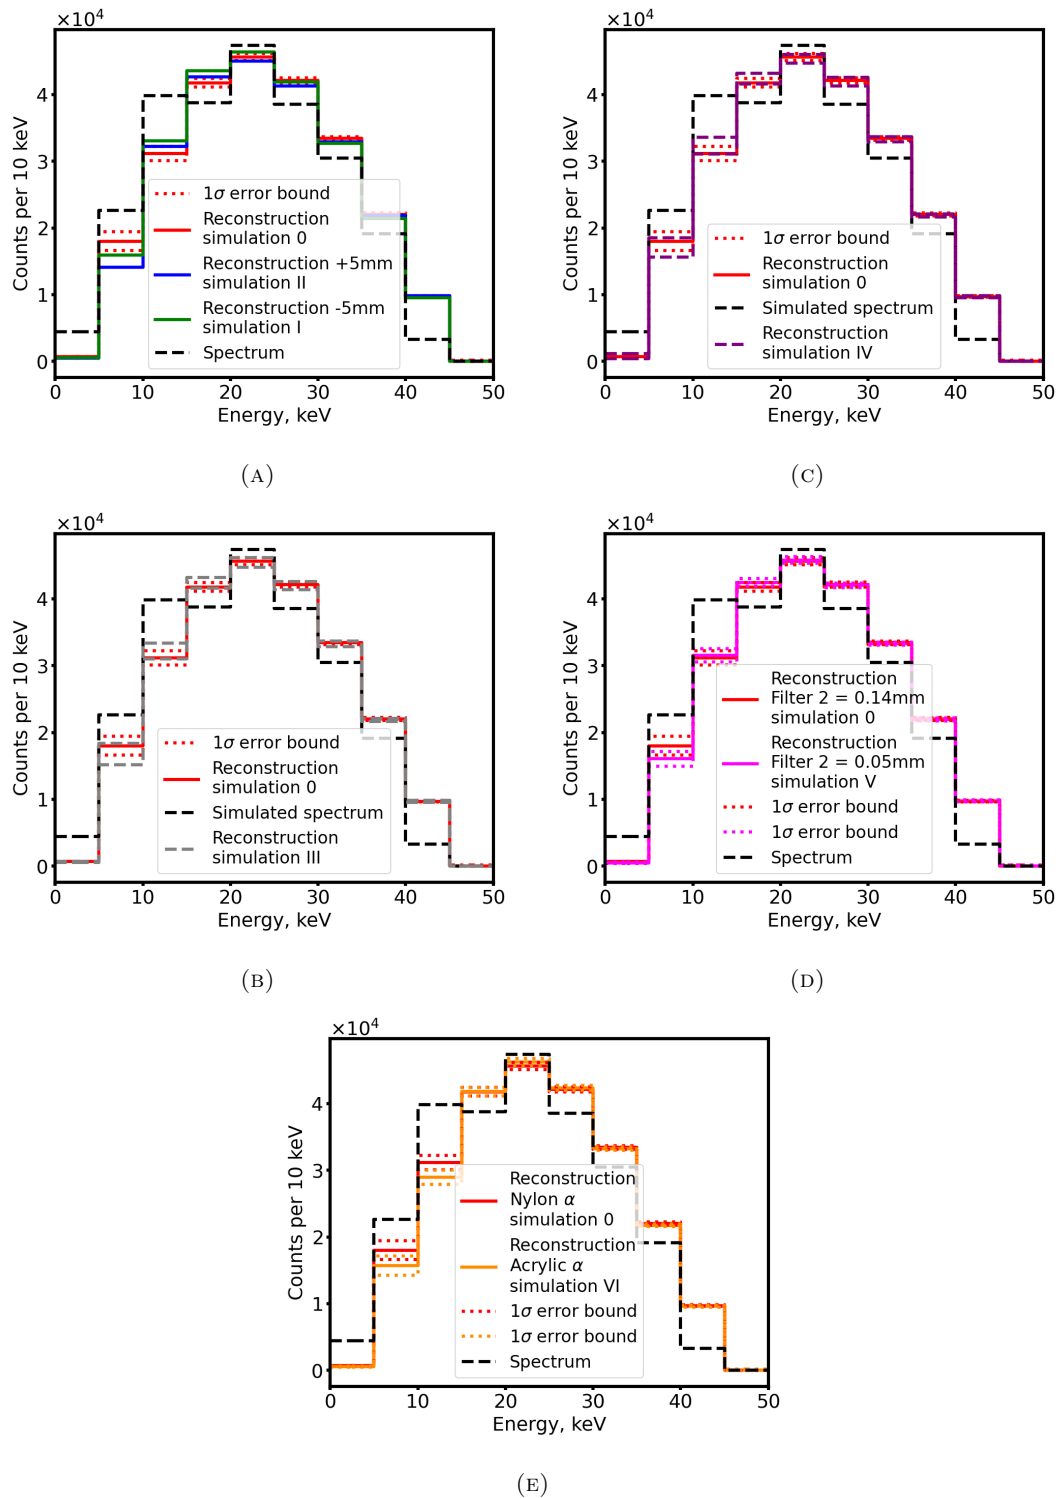 ×10⁴
Counts per 10 keV
4
3
2
1
0
1σ error bound
Reconstruction
simulation 0
Reconstruction +5mm
simulation II
Reconstruction -5mm
simulation I
Spectrum
0 10 20 30 40 50
Energy, keV
(A)
×10⁴
Counts per 10 keV
4
3
2
1
0
1σ error bound
Reconstruction
simulation 0
Simulated spectrum
Reconstruction
simulation IV
0 10 20 30 40 50
Energy, keV
(C)
×10⁴
Counts per 10 keV
4
3
2
1
0
1σ error bound
Reconstruction
simulation 0
Simulated spectrum
Reconstruction
simulation III
0 10 20 30 40 50
Energy, keV
(B)
×10⁴
Counts per 10 keV
4
3
2
1
0
Reconstruction
Filter 2 = 0.14mm
simulation 0
Reconstruction
Filter 2 = 0.05mm
simulation V
1σ error bound
1σ error bound
Spectrum
0 10 20 30 40 50
Energy, keV
(D)
×10⁴
Counts per 10 keV
4
3
2
1
0
Reconstruction
Nylon α
simulation 0
Reconstruction
Acrylic α
simulation VI
1σ error bound
1σ error bound
Spectrum
0 10 20 30 40 50
Energy, keV
(E)